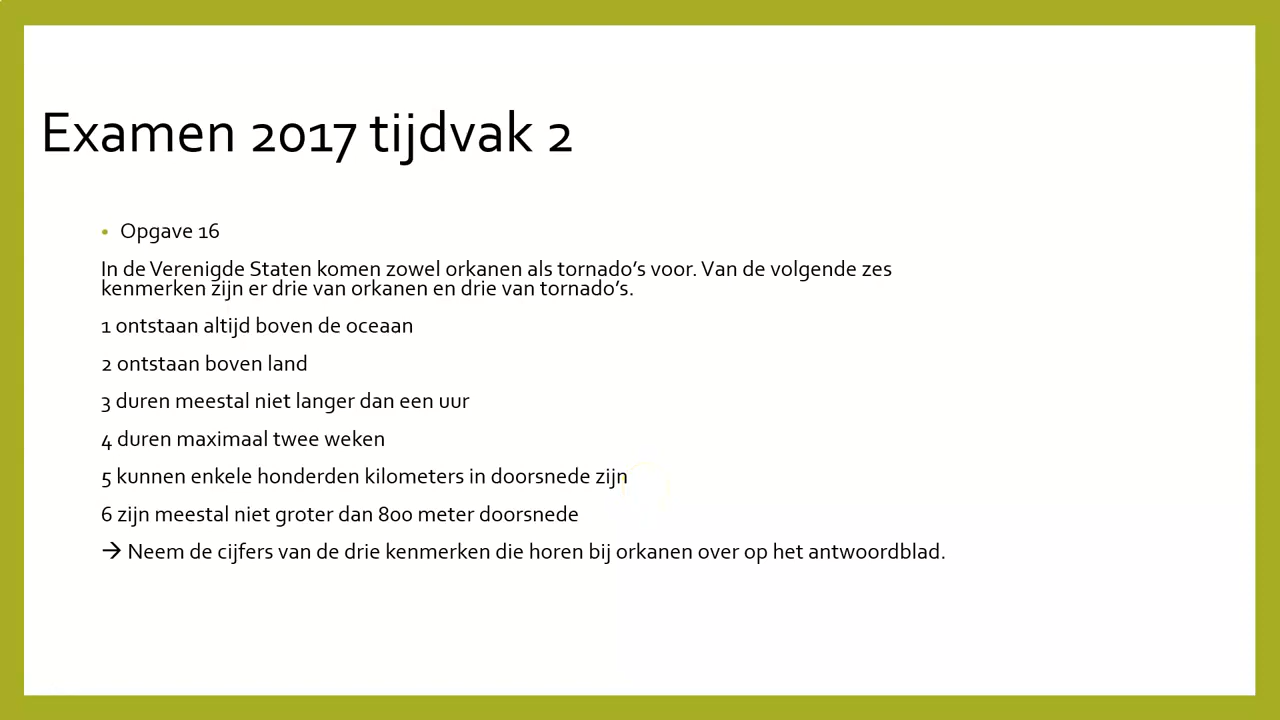 Examen 2017 tijdvak 2
• Opgave 16
In de Verenigde Staten komen zowel orkanen als tornado’s voor. Van de volgende zes
kenmerken zijn er drie van orkanen en drie van tornado’s.
1 ontstaan altijd boven de oceaan
2 ontstaan boven land
3 duren meestal niet langer dan een uur
4 duren maximaal twee weken
5 kunnen enkele honderden kilometers in doorsnede zijn
6 zijn meestal niet groter dan 800 meter doorsnede
→ Neem de cijfers van de drie kenmerken die horen bij orkanen over op het antwoordblad.